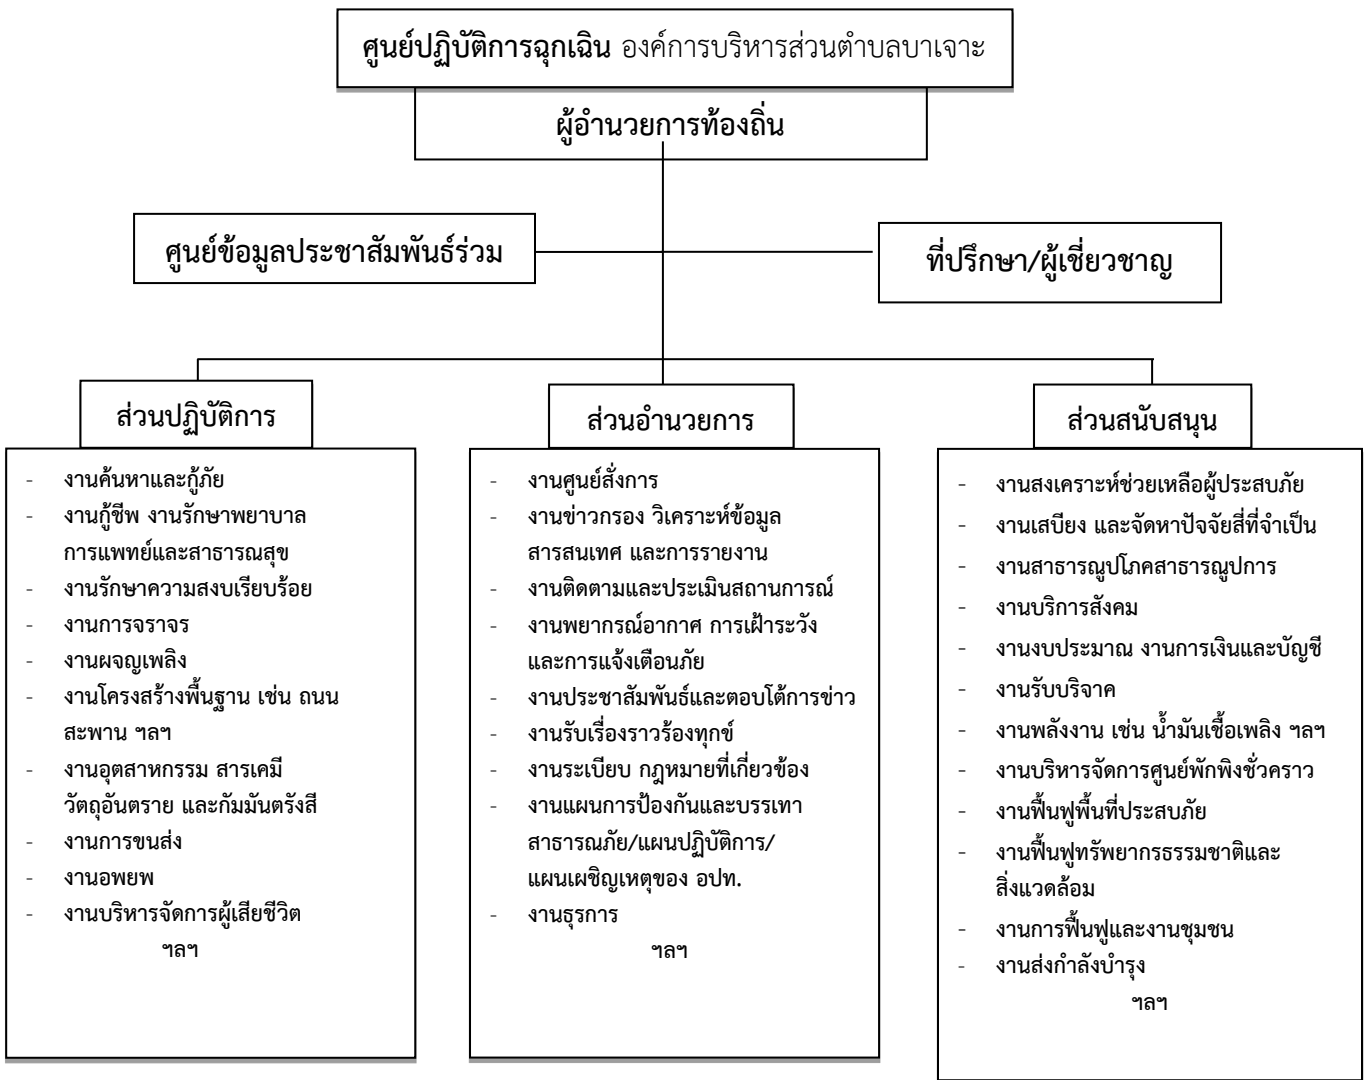 ศูนย์ปฏิบัติการฉุกเฉิน องค์การบริหารส่วนตำบลบาเจาะ
ผู้อำนวยการท้องถิ่น
ศูนย์ข้อมูลประชาสัมพันธ์ร่วม
ที่ปรึกษา/ผู้เชี่ยวชาญ
ส่วนปฏิบัติการ
- งานค้นหาและกู้ภัย
- งานกู้ชีพ งานรักษาพยาบาล
การแพทย์และสาธารณสุข
- งานรักษาความสงบเรียบร้อย
- งานการจราจร
- งานผจญเพลิง
- งานโครงสร้างพื้นฐาน เช่น ถนน
สะพาน ฯลฯ
- งานอุตสาหกรรม สารเคมี
วัตถุอันตราย และกัมมันตรังสี
- งานการขนส่ง
- งานอพยพ
- งานบริหารจัดการผู้เสียชีวิต
ฯลฯ
ส่วนอำนวยการ
- งานศูนย์สั่งการ
- งานข่าวกรอง วิเคราะห์ข้อมูล
สารสนเทศ และการรายงาน
- งานติดตามและประเมินสถานการณ์
- งานพยากรณ์อากาศ การเฝ้าระวัง
และการแจ้งเตือนภัย
- งานประชาสัมพันธ์และตอบโต้การข่าว
- งานรับเรื่องราวร้องทุกข์
- งานระเบียบ กฎหมายที่เกี่ยวข้อง
- งานแผนการป้องกันและบรรเทา
สาธารณภัย/แผนปฏิบัติการ/
แผนเผชิญเหตุของ อปท.
- งานธุรการ
ฯลฯ
ส่วนสนับสนุน
- งานสงเคราะห์ช่วยเหลือผู้ประสบภัย
- งานเสบียง และจัดหาปัจจัยสี่ที่จำเป็น
- งานสาธารณูปโภคสาธารณูปการ
- งานบริการสังคม
- งานงบประมาณ งานการเงินและบัญชี
- งานรับบริจาค
- งานพลังงาน เช่น น้ำมันเชื้อเพลิง ฯลฯ
- งานบริหารจัดการศูนย์พักพิงชั่วคราว
- งานฟื้นฟูพื้นที่ประสบภัย
- งานฟื้นฟูทรัพยากรธรรมชาติและ
สิ่งแวดล้อม
- งานการฟื้นฟูและงานชุมชน
- งานส่งกำลังบำรุง
ฯลฯ